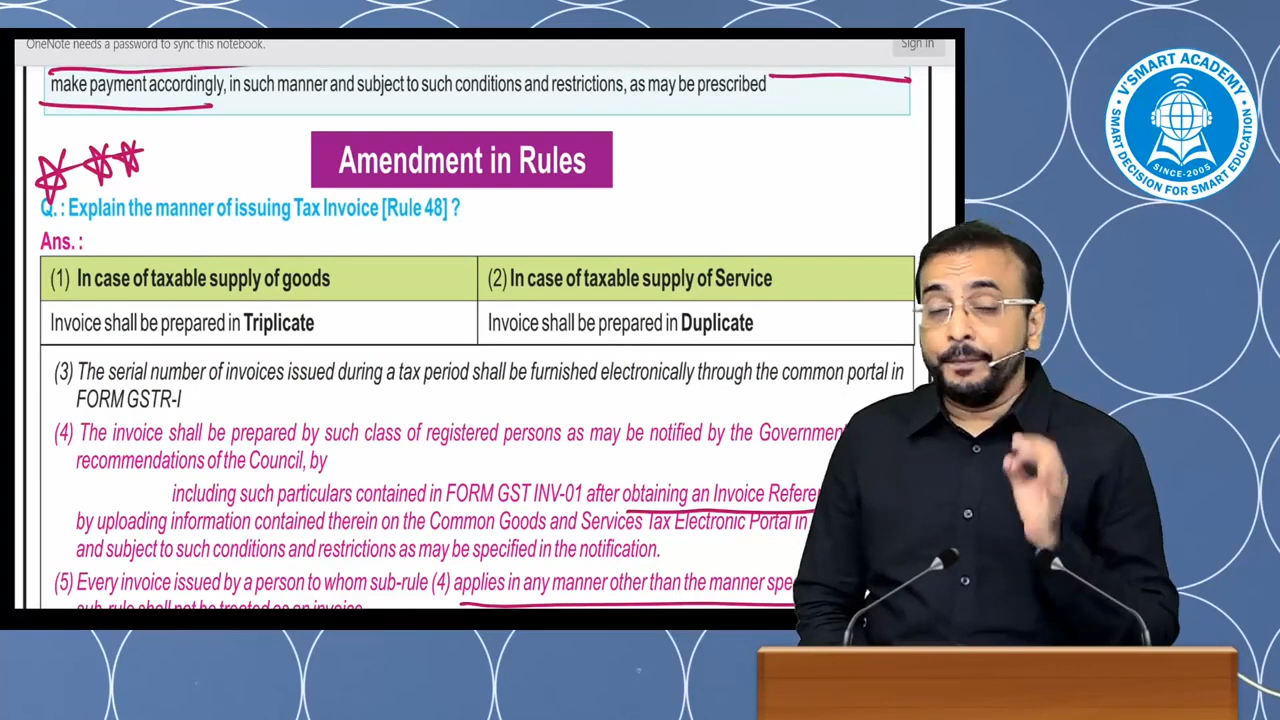 OneNote needs a password to sync this notebook.
Sign in
make payment accordingly, in such manner and subject to such conditions and restrictions, as may be prescribed
Amendment in Rules
Q. : Explain the manner of issuing Tax Invoice [Rule 48] ?
Ans. :
(1) In case of taxable supply of goods
(2) In case of taxable supply of Service
Invoice shall be prepared in Triplicate
Invoice shall be prepared in Duplicate
(3) The serial number of invoices issued during a tax period shall be furnished electronically through the common portal in
FORM GSTR-I
(4) The invoice shall be prepared by such class of registered persons as may be notified by the Government
recommendations of the Council, by
including such particulars contained in FORM GST INV-01 after obtaining an Invoice
by uploading information contained therein on the Common Goods and Services Tax Electronic Portal in
and subject to such conditions and restrictions as may be specified in the notification.
(5) Every invoice issued by a person to whom sub-rule (4) applies in any manner other than the manner
sub-rule shall not be treated as an invoice
V'SMART ACADEMY
SINCE-2005
SMART DECISION FOR SMART EDUCATION